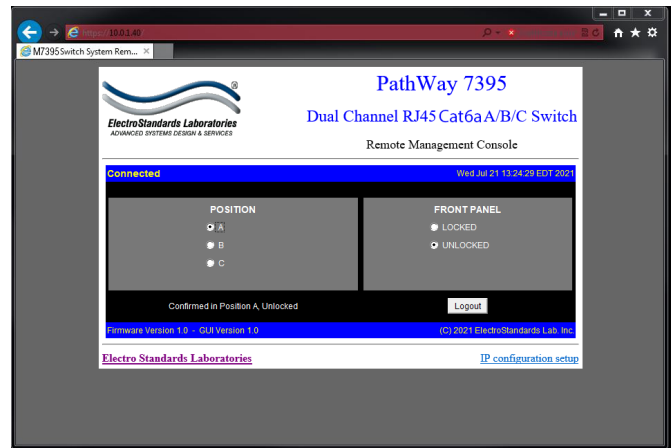 https://10.0.1.40/
M7395 Switch System Rem...
ElectroStandards Laboratories
ADVANCED SYSTEMS DESIGN & SERVICES
®
PathWay 7395
Dual Channel RJ45 Cat6a A/B/C Switch
Remote Management Console
Connected
Wed Jul 21 13:24:29 EDT 2021
POSITION
A
B
C
FRONT PANEL
LOCKED
UNLOCKED
Confirmed in Position A, Unlocked
Logout
Firmware Version 1.0 - GUI Version 1.0
(C) 2021 ElectroStandards Lab. Inc.
Electro Standards Laboratories
IP configuration setup